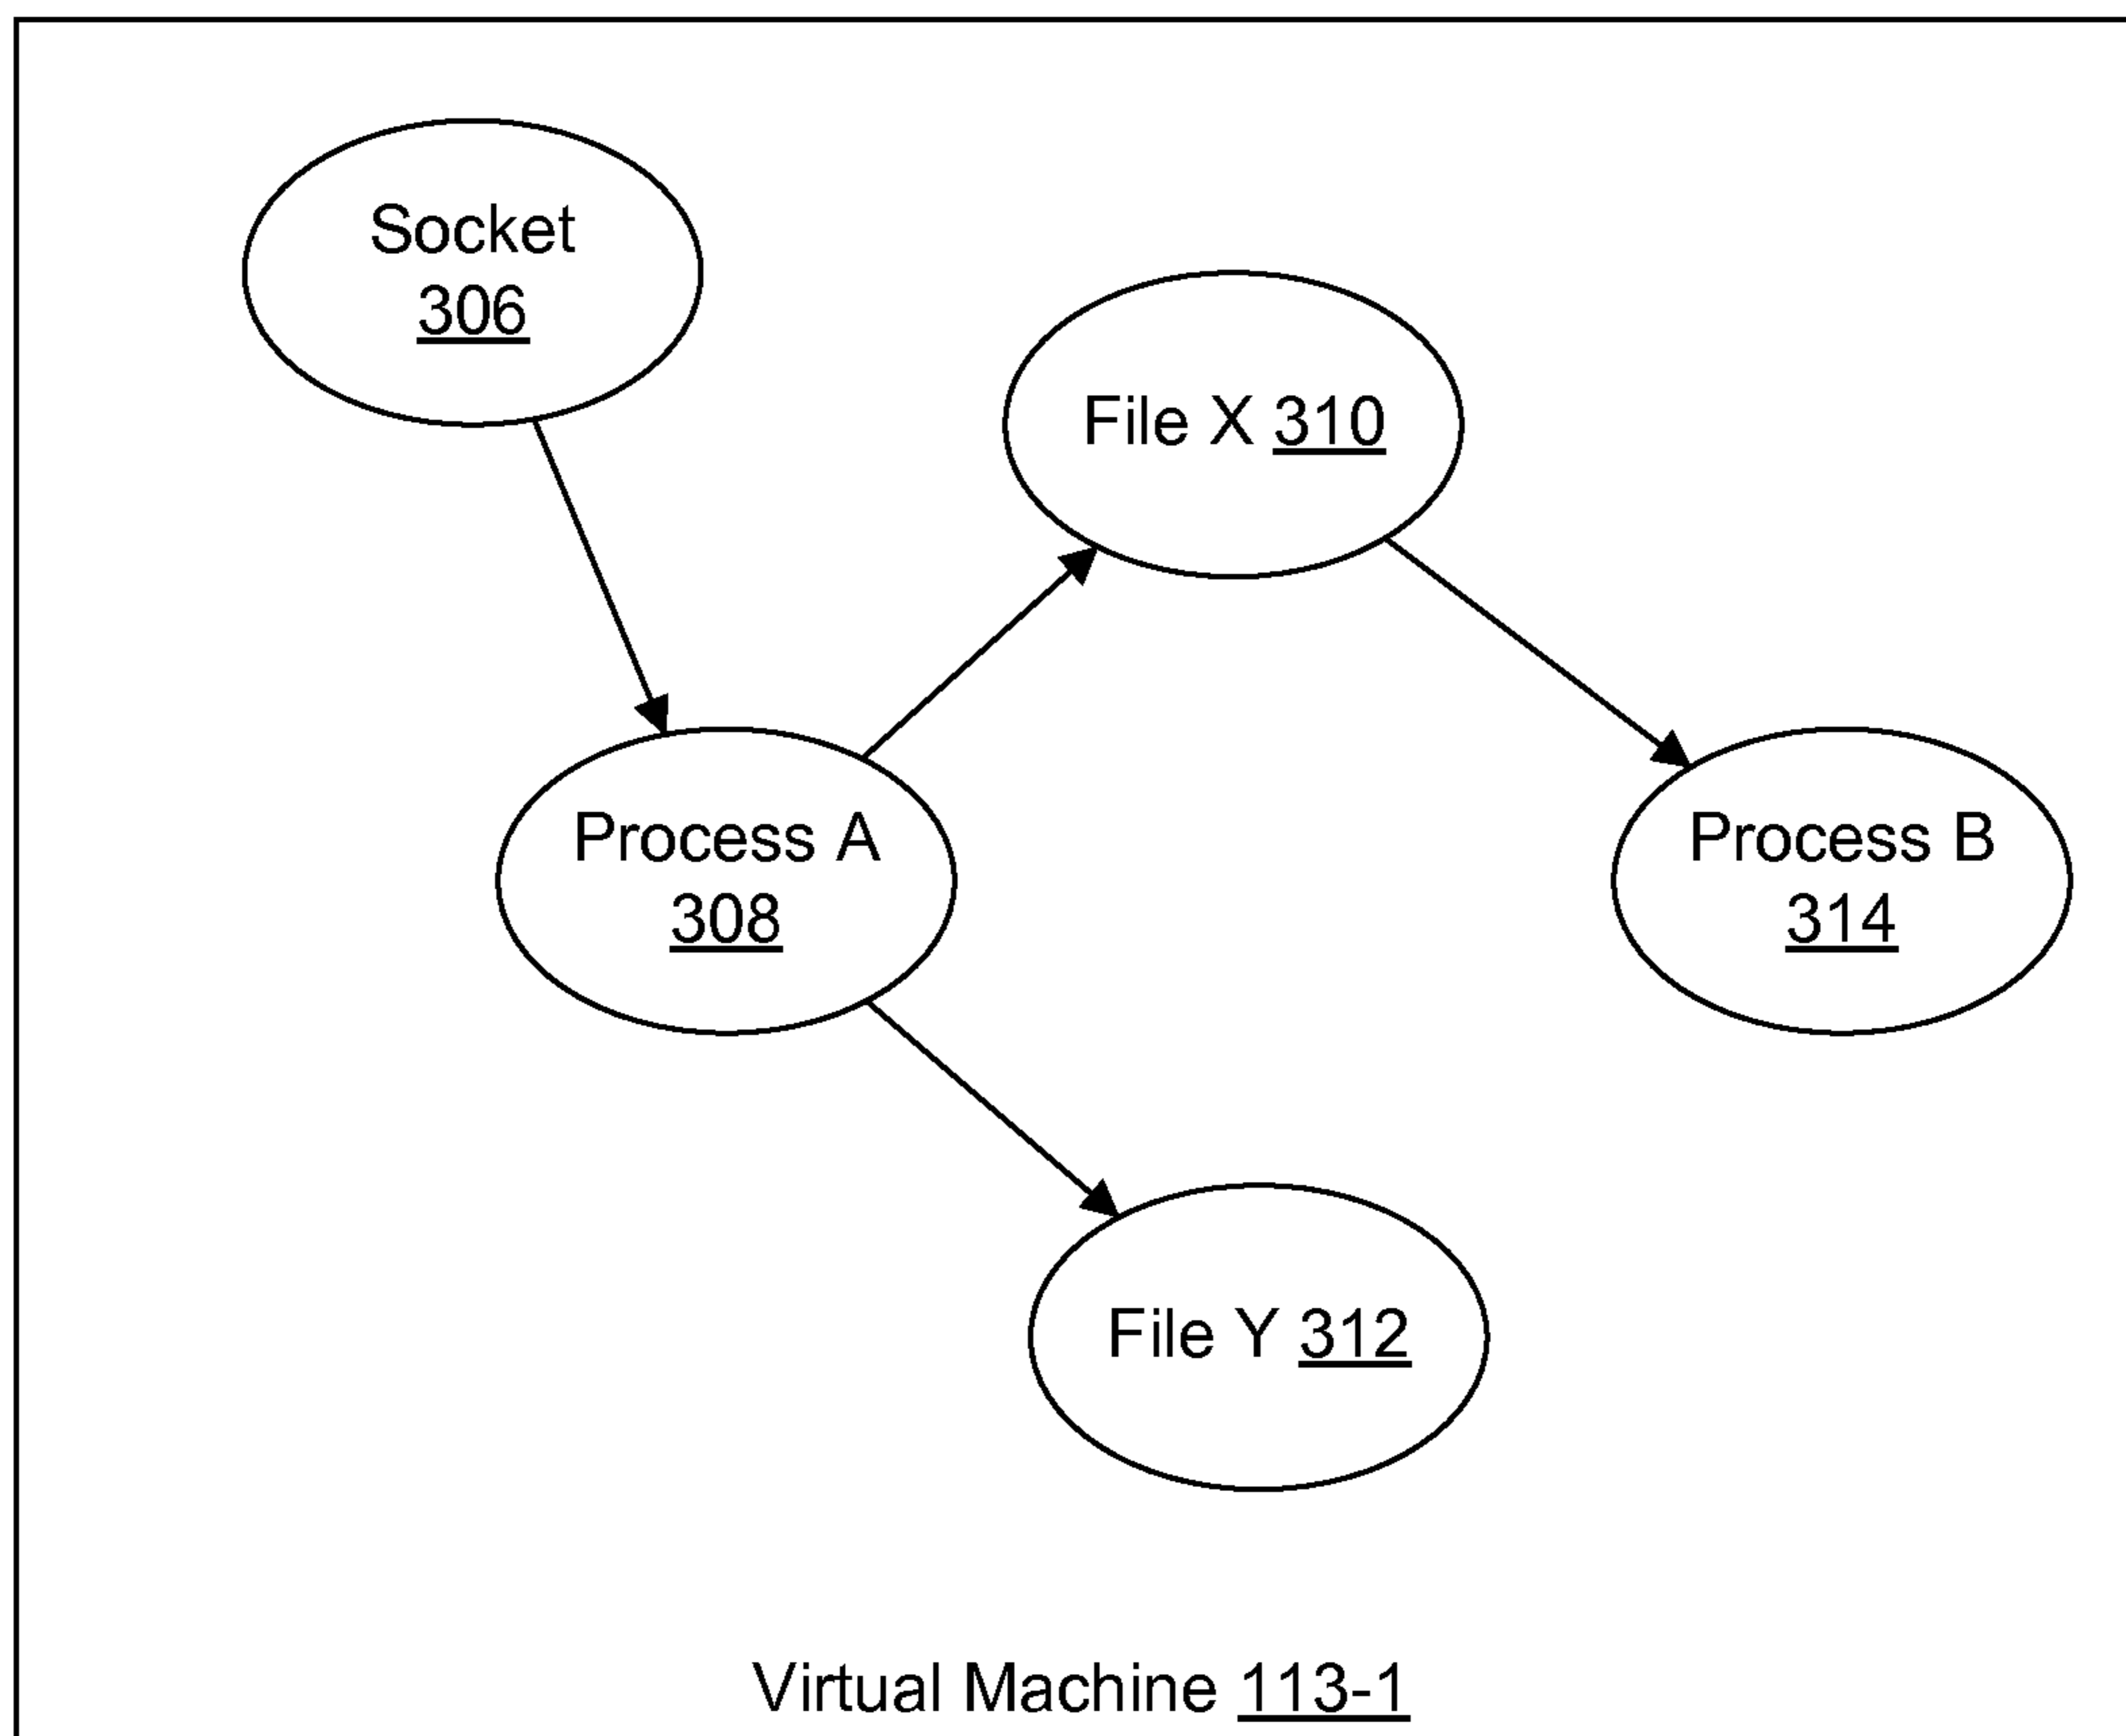 Socket
306
File X 310
Process A
308
Process B
314
File Y 312
Virtual Machine 113-1